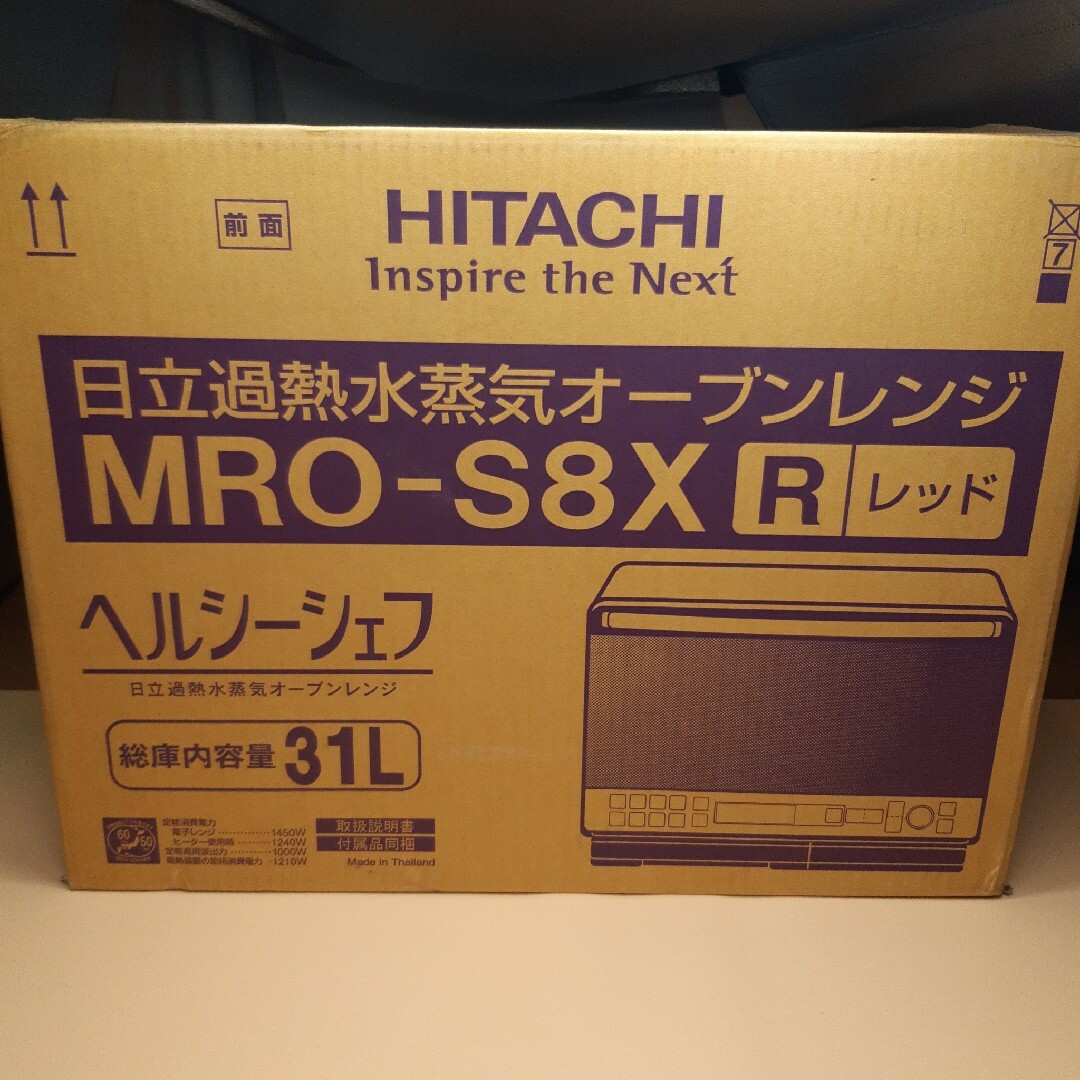 前面
HITACHI
Inspire the Next
7
日立過熱水蒸気オーブンレンジ
MRO-S8X R レッド
ヘルシーシェフ
日立過熱水蒸気オーブンレンジ
総庫内容量 31L
60 50
定格消費電力
電子レンジ ‥‥‥‥‥ 1450W
ヒーター使用時 ‥‥‥‥ 1240W
定格高周波出力 ‥‥‥‥ 1000W
電熱装置の定格消費電力 ‥ 1210W
取扱説明書
付属品同梱
Made in Thailand